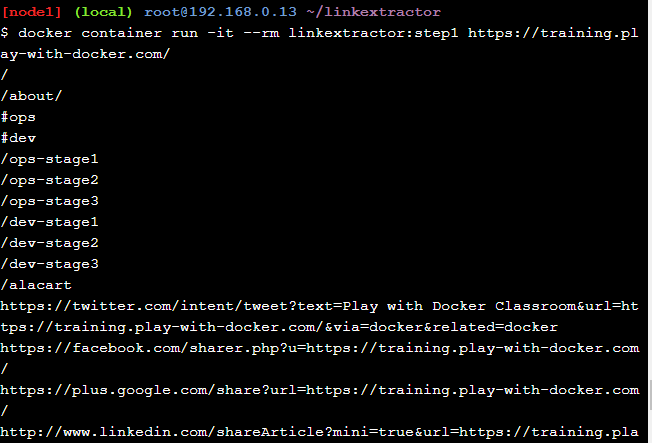 [node1] (local) root@192.168.0.13 ~/linkextractor
$ docker container run -it --rm linkextractor:step1 https://training.pl
ay-with-docker.com/
/
/about/
#ops
#dev
/ops-stage1
/ops-stage2
/ops-stage3
/dev-stage1
/dev-stage2
/dev-stage3
/alacart
https://twitter.com/intent/tweet?text=Play with Docker Classroom&url=ht
tps://training.play-with-docker.com/&via=docker&related=docker
https://facebook.com/sharer.php?u=https://training.play-with-docker.com
/
https://plus.google.com/share?url=https://training.play-with-docker.com
/
http://www.linkedin.com/shareArticle?mini=true&url=https://training.pla